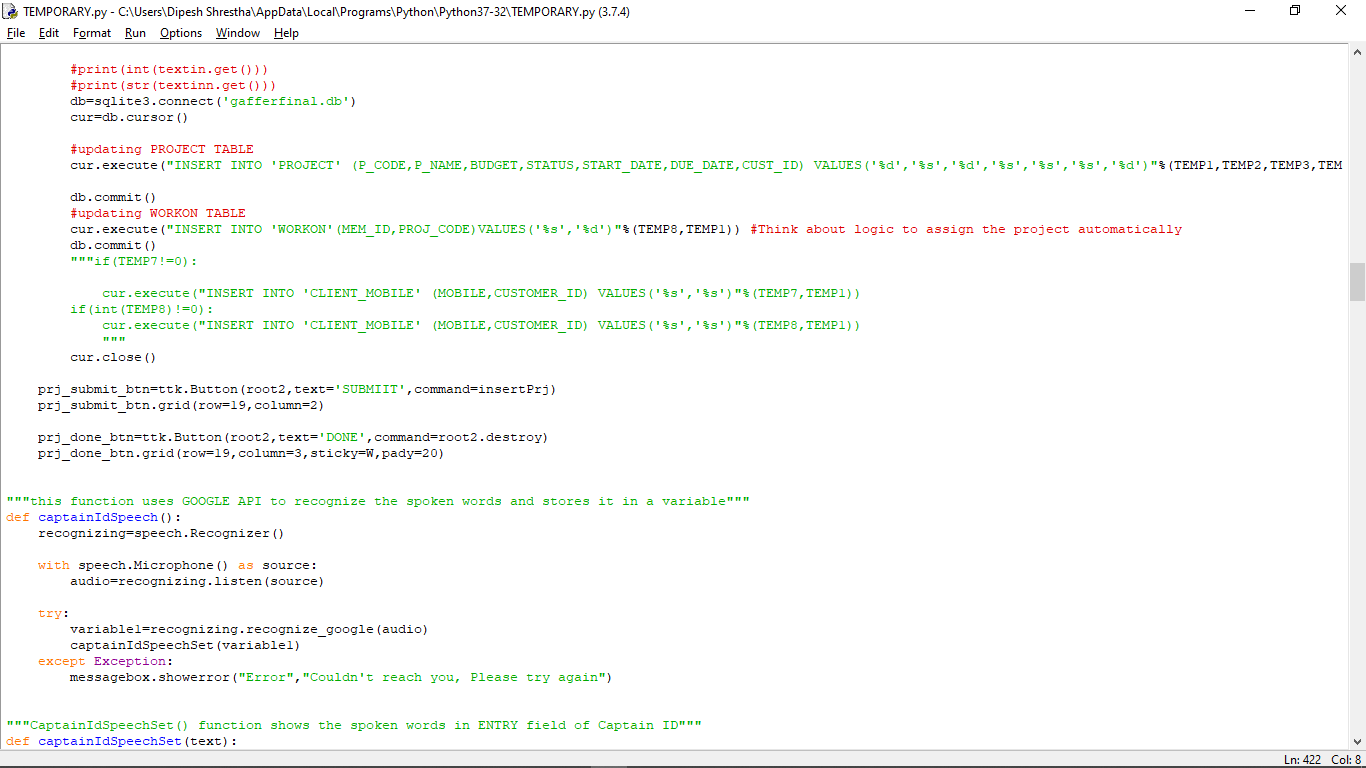 TEMPORARY.py - C:\Users\Dipesh Shrestha\AppData\Local\Programs\Python\Python37-32\TEMPORARY.py (3.7.4)
File Edit Format Run Options Window Help
#print(int(textin.get()))
#print(str(textinn.get()))
db=sqlite3.connect('gafferfinal.db')
cur=db.cursor()
#updating PROJECT TABLE
cur.execute("INSERT INTO 'PROJECT' (P_CODE,P_NAME,BUDGET,STATUS,START_DATE,DUE_DATE,CUST_ID) VALUES('%d','%s','%d','%s','%s','%s','%d')"%(TEMP1,TEMP2,TEMP3,TEM
db.commit()
#updating WORKON TABLE
cur.execute("INSERT INTO 'WORKON'(MEM_ID,PROJ_CODE)VALUES('%s','%d')"%(TEMP8,TEMP1)) #Think about logic to assign the project automatically
db.commit()
"""if(TEMP7!=0):
cur.execute("INSERT INTO 'CLIENT_MOBILE' (MOBILE,CUSTOMER_ID) VALUES('%s','%s')"%(TEMP7,TEMP1))
if(int(TEMP8)!=0):
cur.execute("INSERT INTO 'CLIENT_MOBILE' (MOBILE,CUSTOMER_ID) VALUES('%s','%s')"%(TEMP8,TEMP1))
"""
cur.close()
prj_submit_btn=ttk.Button(root2,text='SUBMIIT',command=insertPrj)
prj_submit_btn.grid(row=19,column=2)
prj_done_btn=ttk.Button(root2,text='DONE',command=root2.destroy)
prj_done_btn.grid(row=19,column=3,sticky=W,pady=20)
"""this function uses GOOGLE API to recognize the spoken words and stores it in a variable"""
def captainIdSpeech():
recognizing=speech.Recognizer()
with speech.Microphone() as source:
audio=recognizing.listen(source)
try:
variable1=recognizing.recognize_google(audio)
captainIdSpeechSet(variable1)
except Exception:
messagebox.showerror("Error","Couldn't reach you, Please try again")
"""CaptainIdSpeechSet() function shows the spoken words in ENTRY field of Captain ID"""
def captainIdSpeechSet(text):
Ln: 422 Col: 8